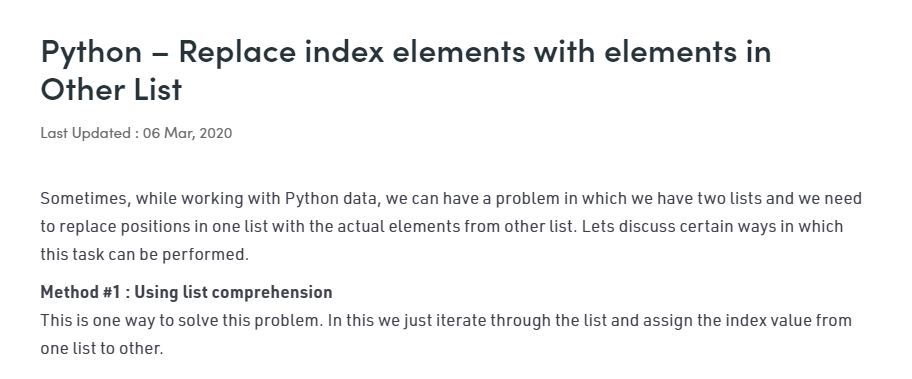 Python – Replace index elements with elements in
Other List
Last Updated : 06 Mar, 2020
Sometimes, while working with Python data, we can have a problem in which we have two lists and we need
to replace positions in one list with the actual elements from other list. Lets discuss certain ways in which
this task can be performed.
Method #1 : Using list comprehension
This is one way to solve this problem. In this we just iterate through the list and assign the index value from
one list to other.